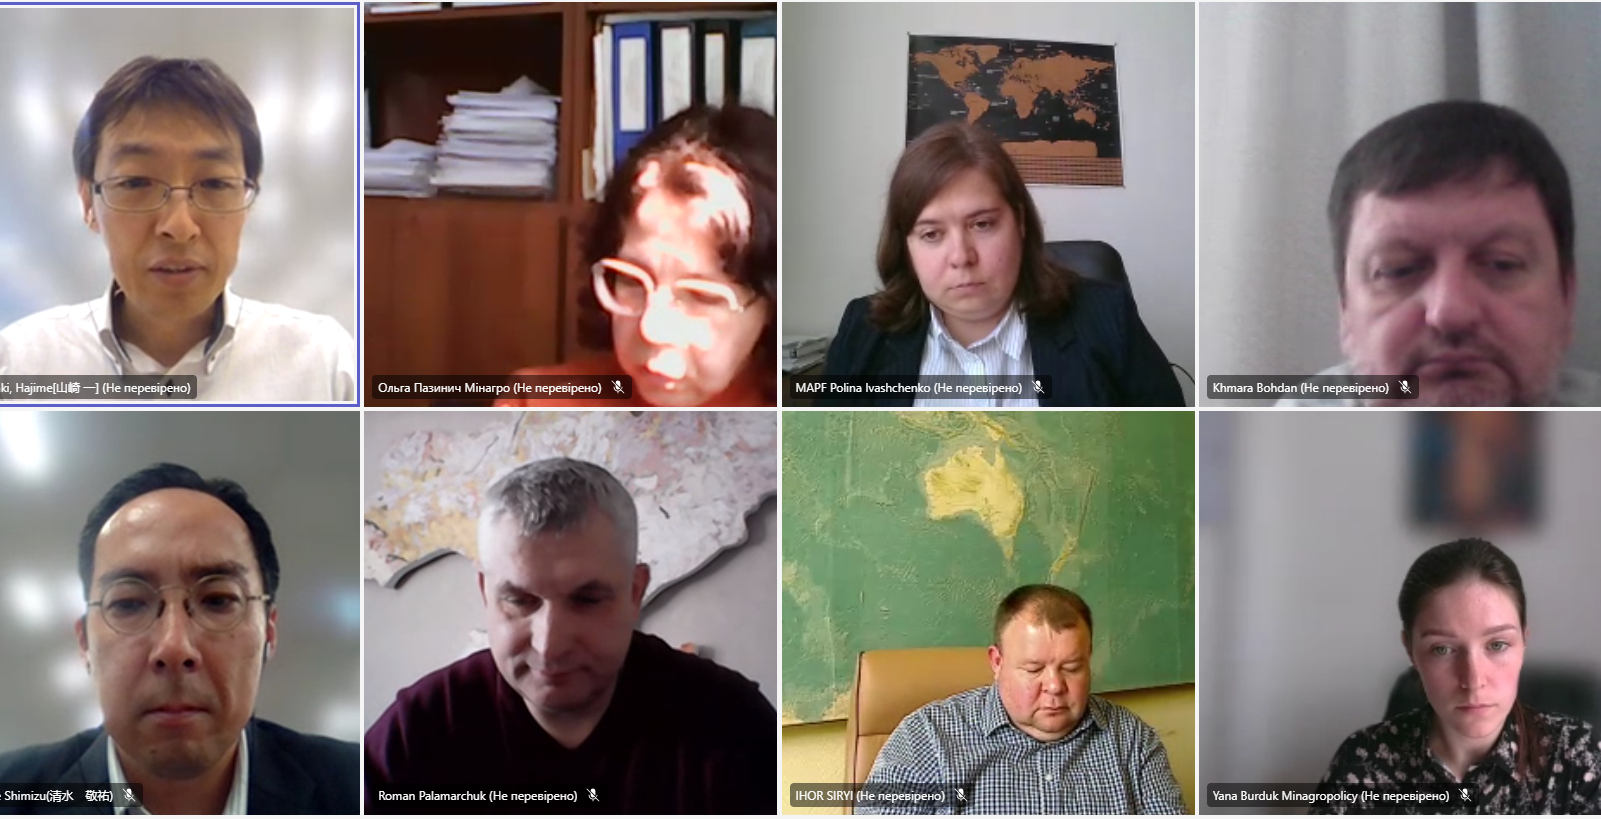 ki, Hajime[山崎 一] (Не перевірено)
Ольга Пазинич Мінагро (Не перевірено)
MAPF Polina Ivashchenko (Не перевірено)
Khmara Bohdan (Не перевірено)
e Shimizu(清水　敬祐)
Roman Palamarchuk (Не перевірено)
IHOR SIRYI (Не перевірено)
Yana Burduk Minagropolicy (Не перевірено)